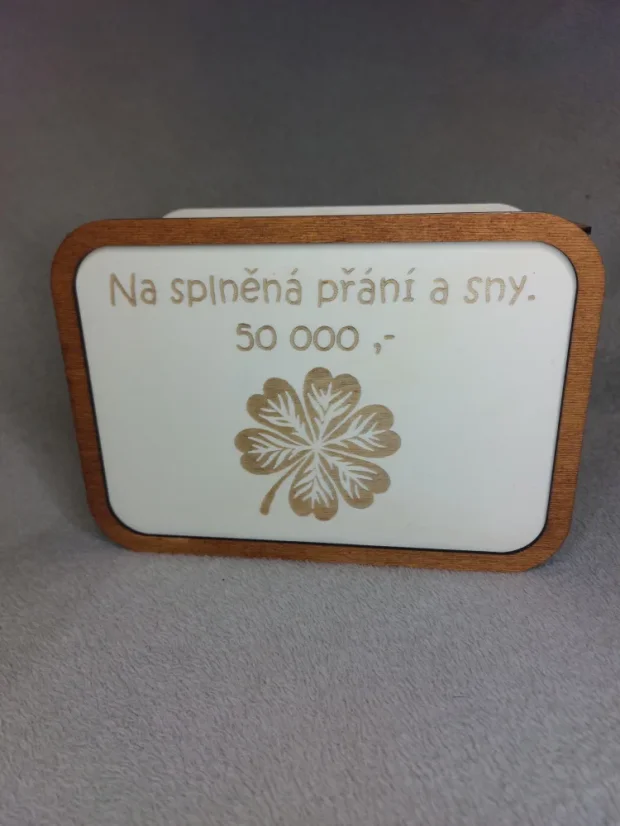 Na splněná přání a sny.
50 000 ,-